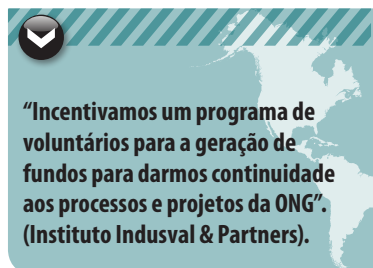 “Incentivamos um programa de
voluntários para a geração de
fundos para darmos continuidade
aos processos e projetos da ONG”.
(Instituto Indusval & Partners).